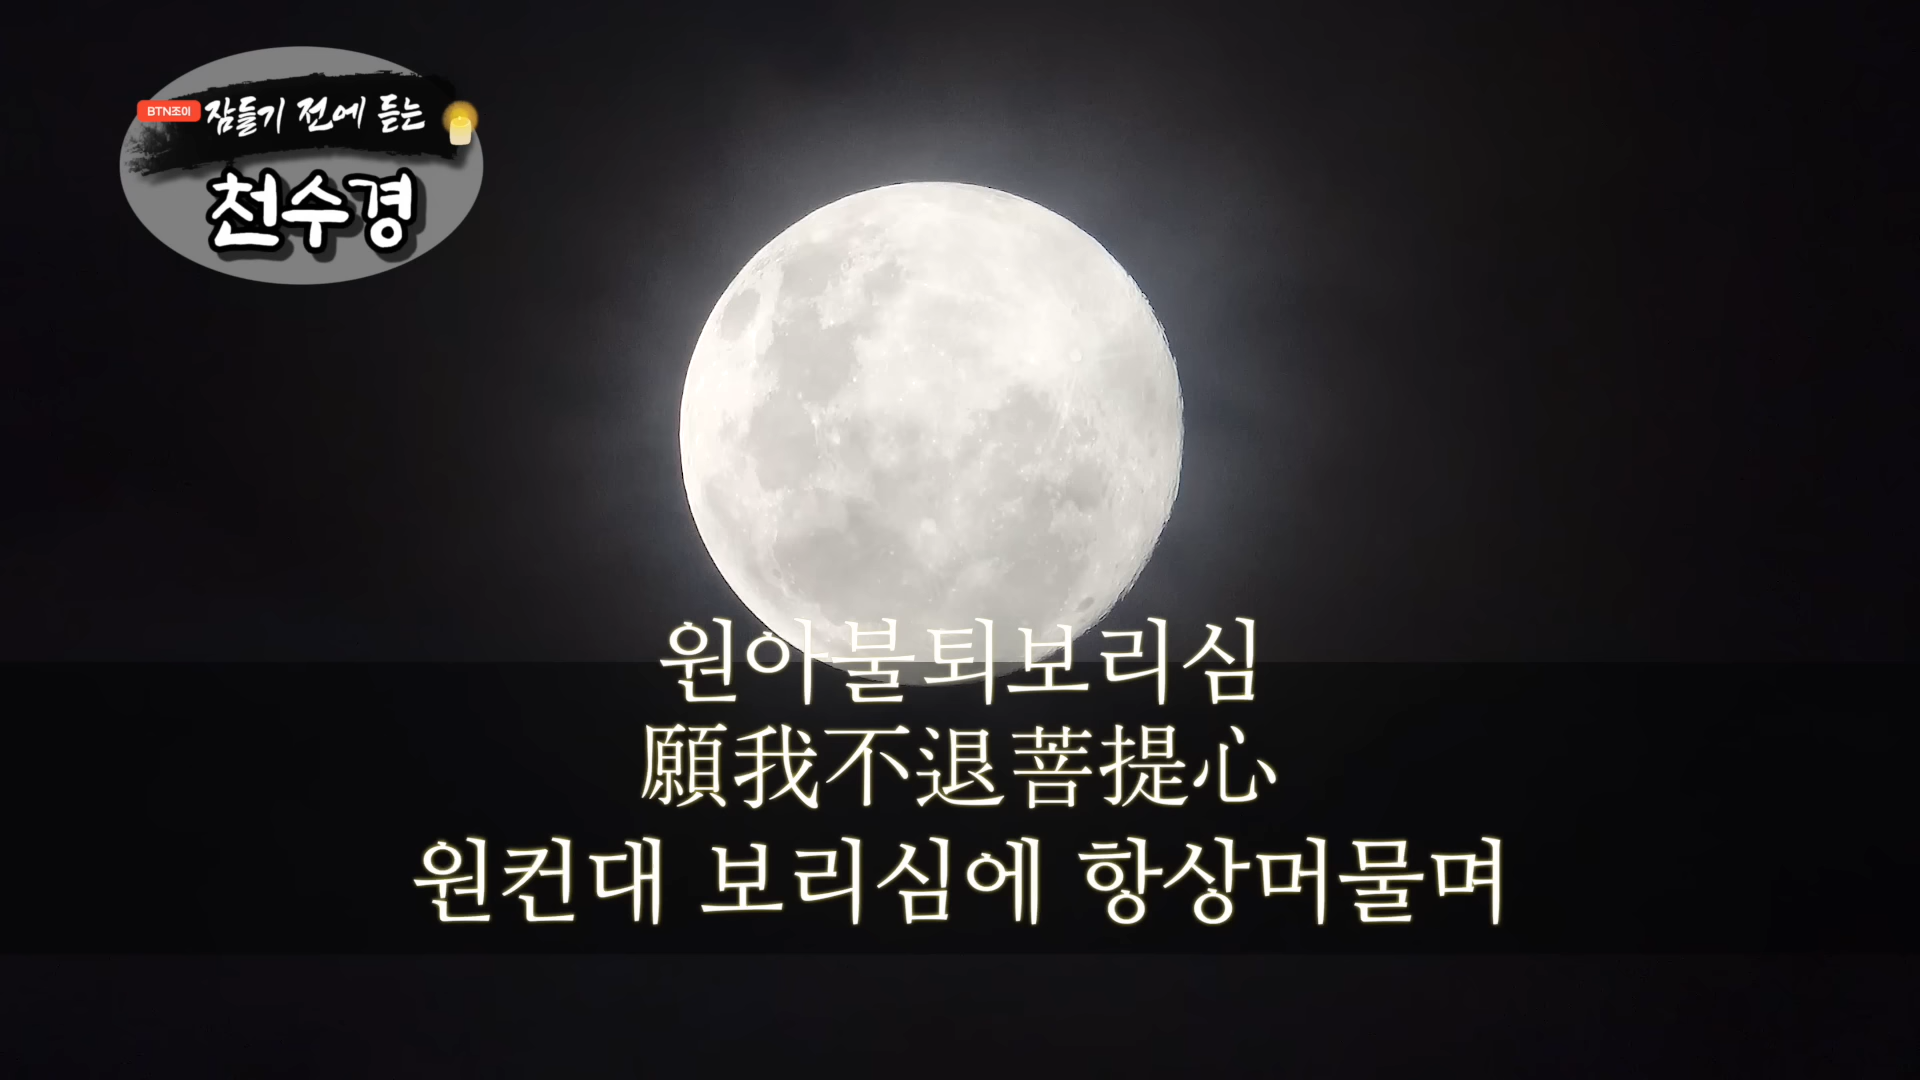 BTN조이
잠들기 전에 듣는
천수경
원아불퇴보리심
願我不退菩提心
원컨대 보리심에 항상머물며